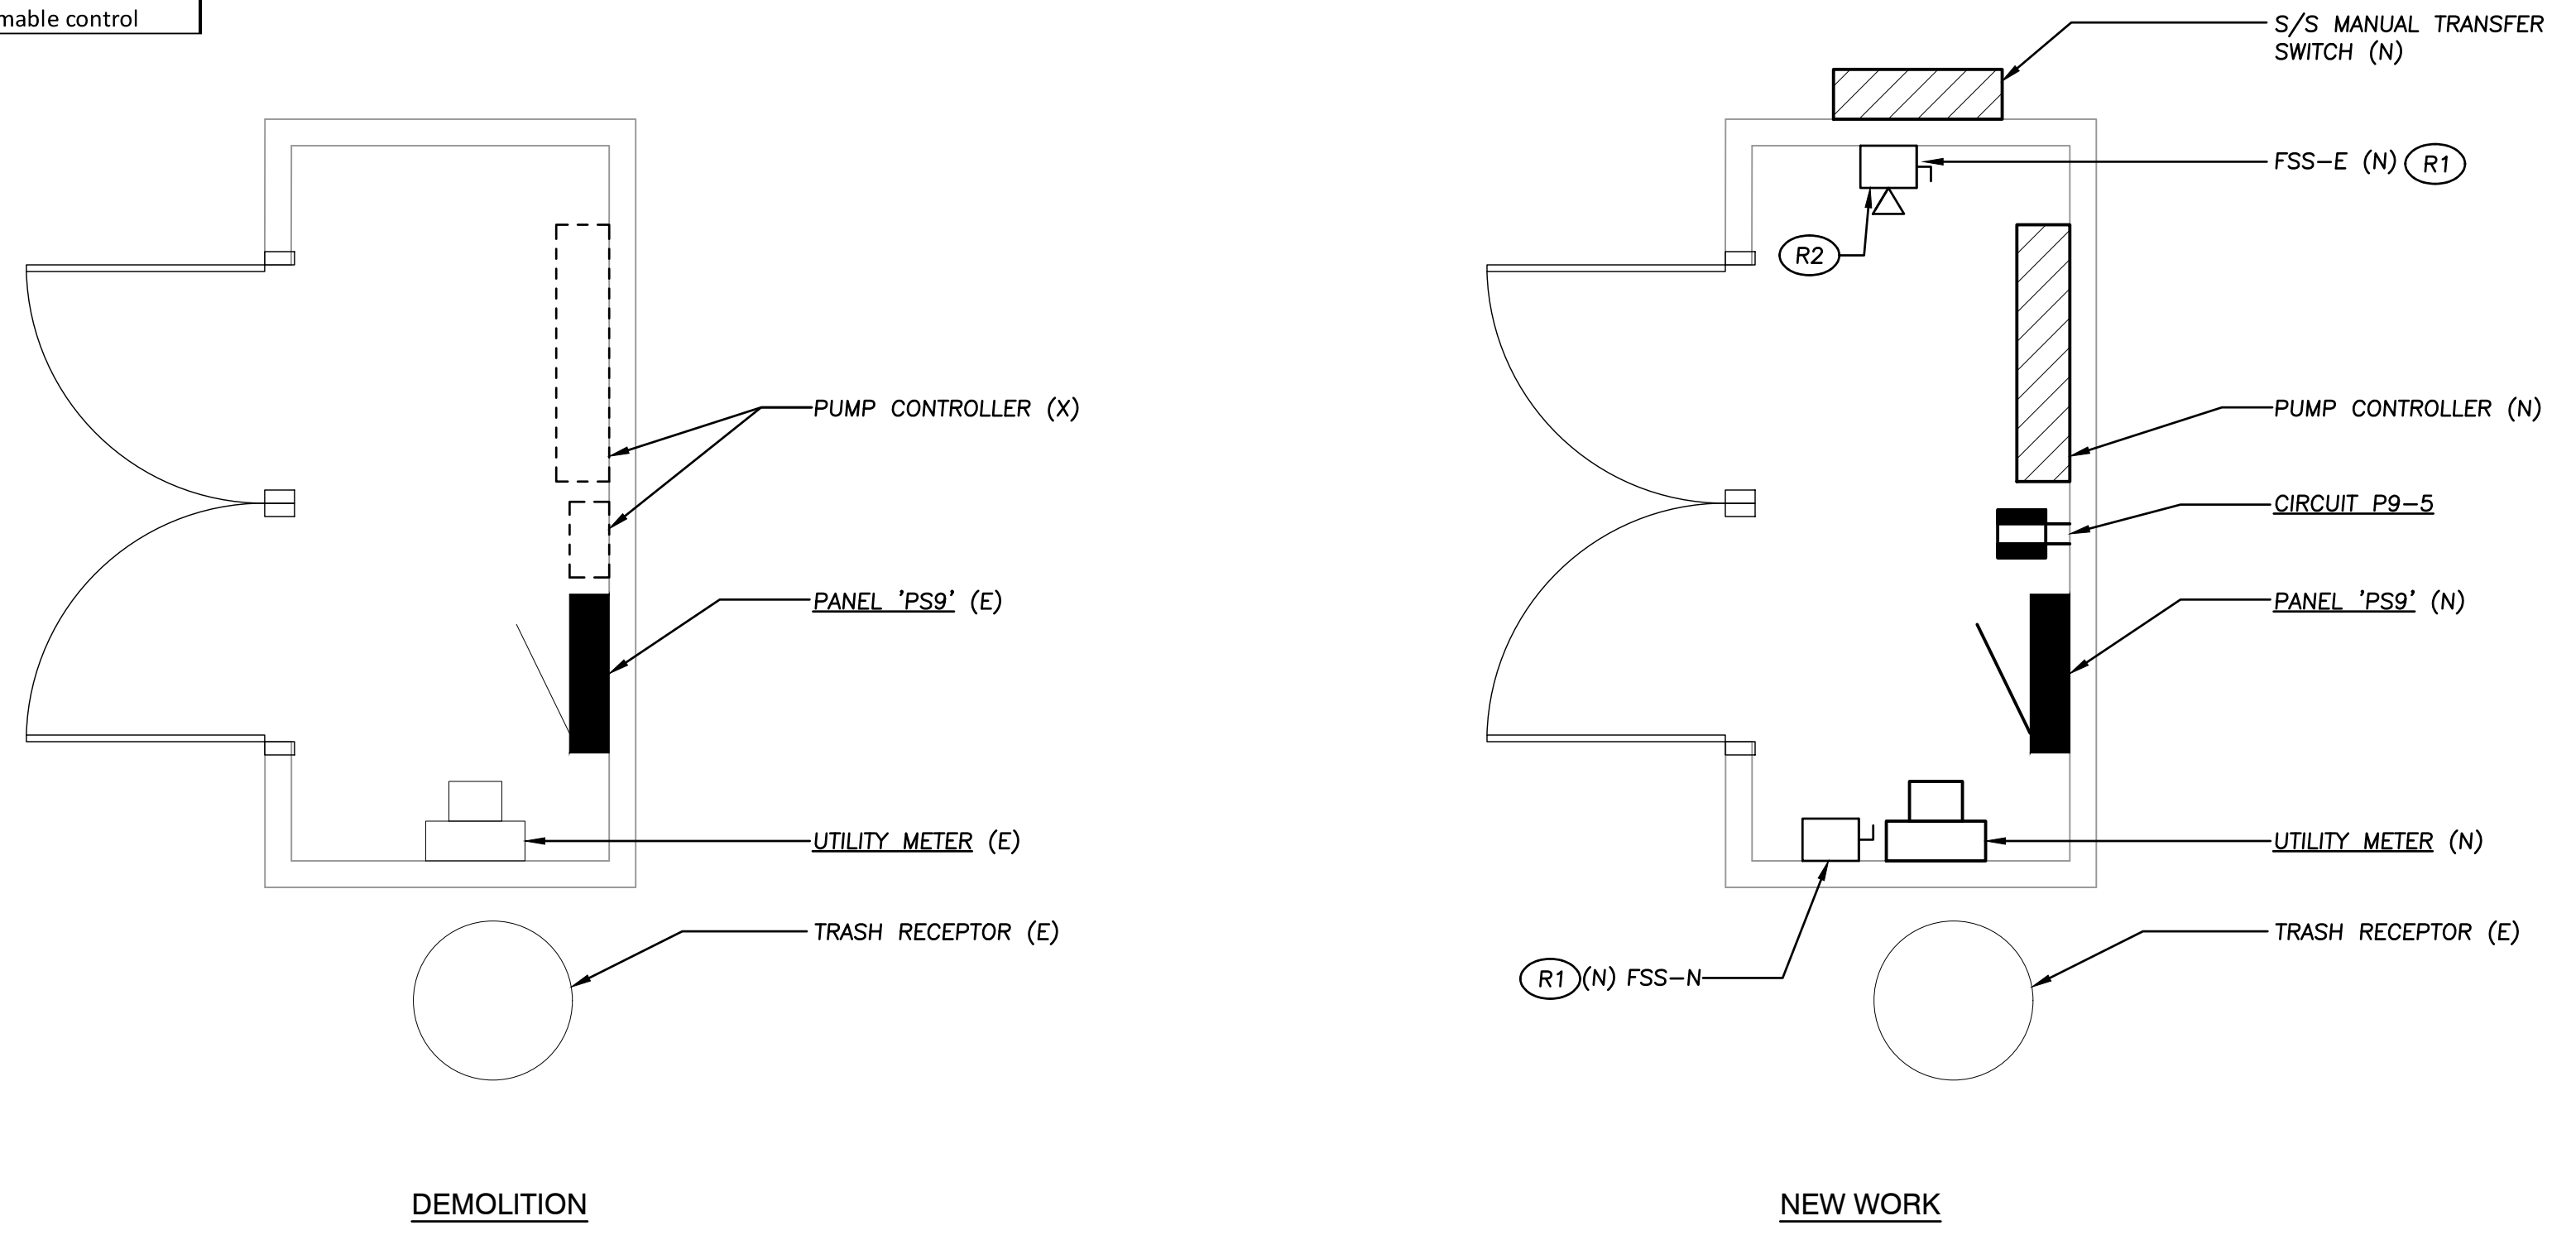 mable control
PUMP CONTROLLER (X)
PANEL 'PS9' (E)
UTILITY METER (E)
TRASH RECEPTOR (E)
DEMOLITION
S/S MANUAL TRANSFER
SWITCH (N)
FSS-E (N) R1
R2
PUMP CONTROLLER (N)
CIRCUIT P9-5
PANEL 'PS9' (N)
UTILITY METER (N)
TRASH RECEPTOR (E)
R1 (N) FSS-N
NEW WORK